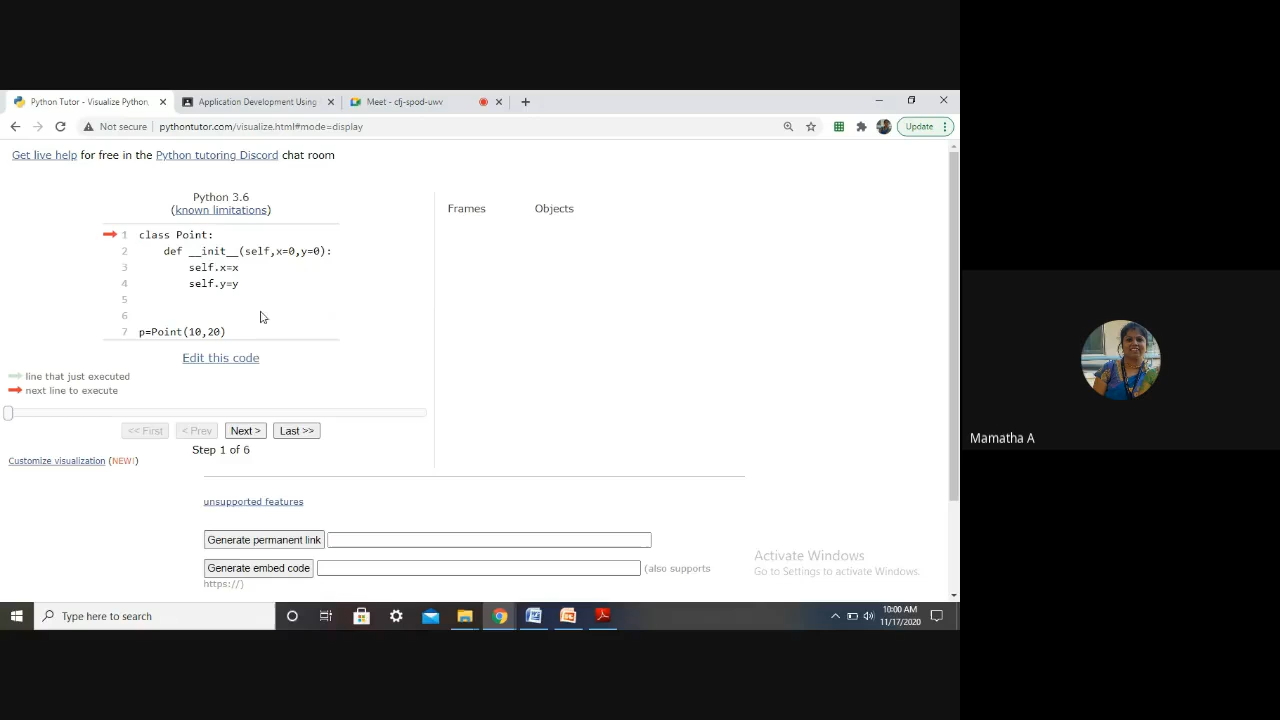 Python Tutor - Visualize Python,
Application Development Using
Meet - cfj-spod-uwv
Not secure
pythontutor.com/visualize.html#mode=display
Update
Get live help for free in the Python tutoring Discord chat room
Python 3.6
(known limitations)
1 class Point:
2 def __init__(self,x=0,y=0):
3 self.x=x
4 self.y=y
5
6
7 p=Point(10,20)
Edit this code
line that just executed
next line to execute
<< First
< Prev
Next >
Last >>
Step 1 of 6
Customize visualization (NEW!)
Frames
Objects
unsupported features
Generate permanent link
Generate embed code
(also supports
https://)
Activate Windows
Go to Settings to activate Windows.
Type here to search
10:00 AM
11/17/2020
Mamatha A